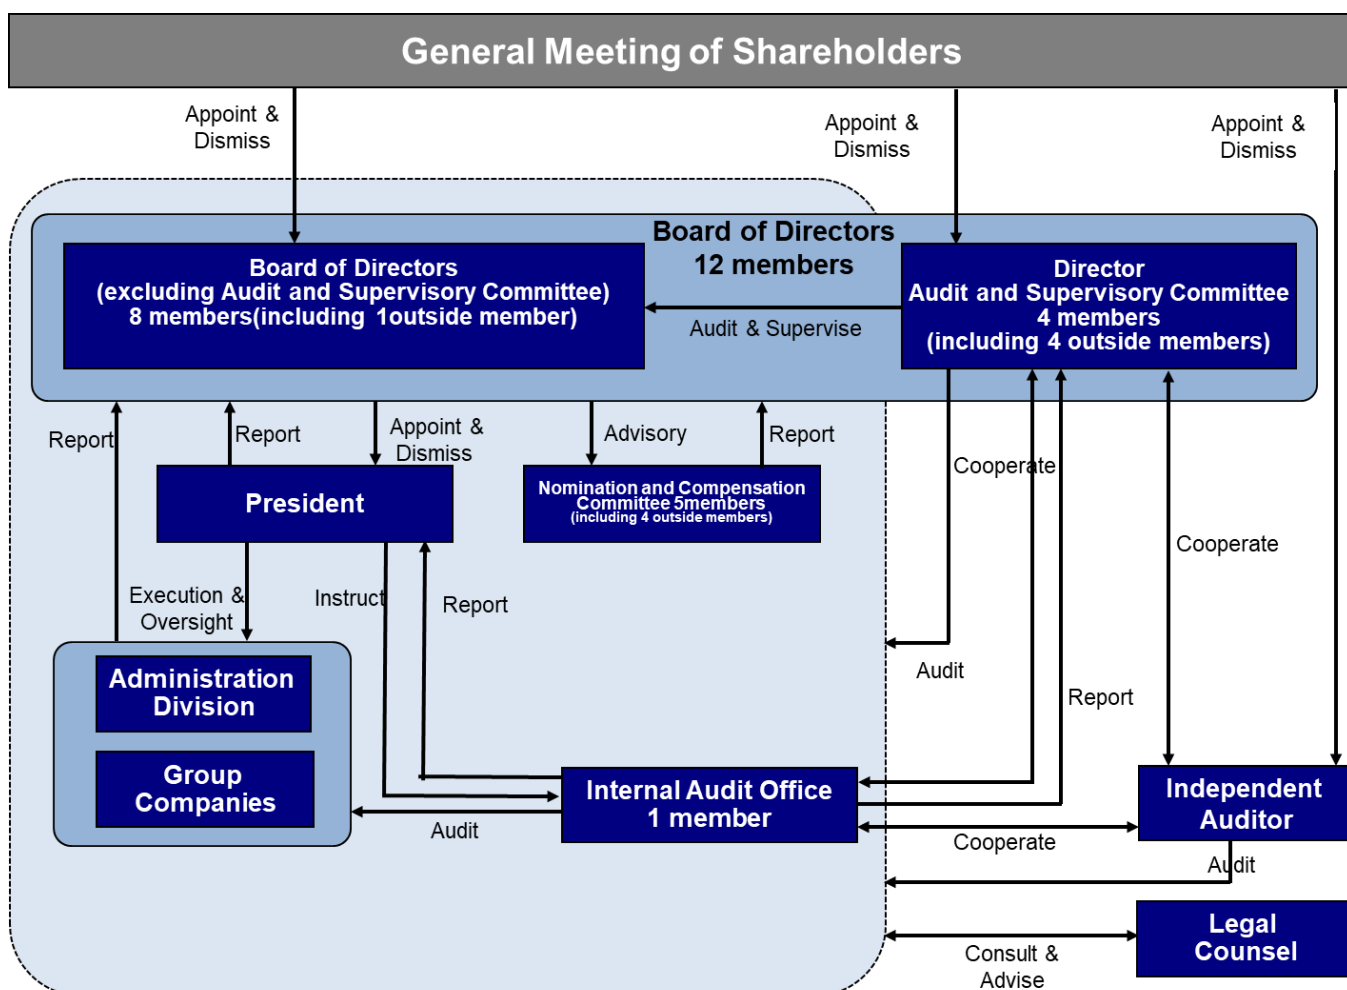 General Meeting of Shareholders
Appoint &
Dismiss
Appoint &
Dismiss
Appoint &
Dismiss
Board of Directors
12 members
Board of Directors
(excluding Audit and Supervisory Committee)
8 members(including 1outside member)
Audit & Supervise
Director
Audit and Supervisory Committee
4 members
(including 4 outside members)
Report
Report
Appoint &
Dismiss
Advisory
Report
Cooperate
President
Nomination and Compensation
Committee 5members
(including 4 outside members)
Cooperate
Execution &
Oversight
Instruct
Report
Audit
Report
Administration
Division
Group
Companies
Audit
Internal Audit Office
1 member
Cooperate
Independent
Auditor
Audit
Legal
Counsel
Consult &
Advise